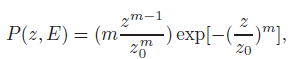 P(z, E) = (m \frac{z^{m-1}}{z_0^m}) \exp[-(\frac{z}{z_0})^m],